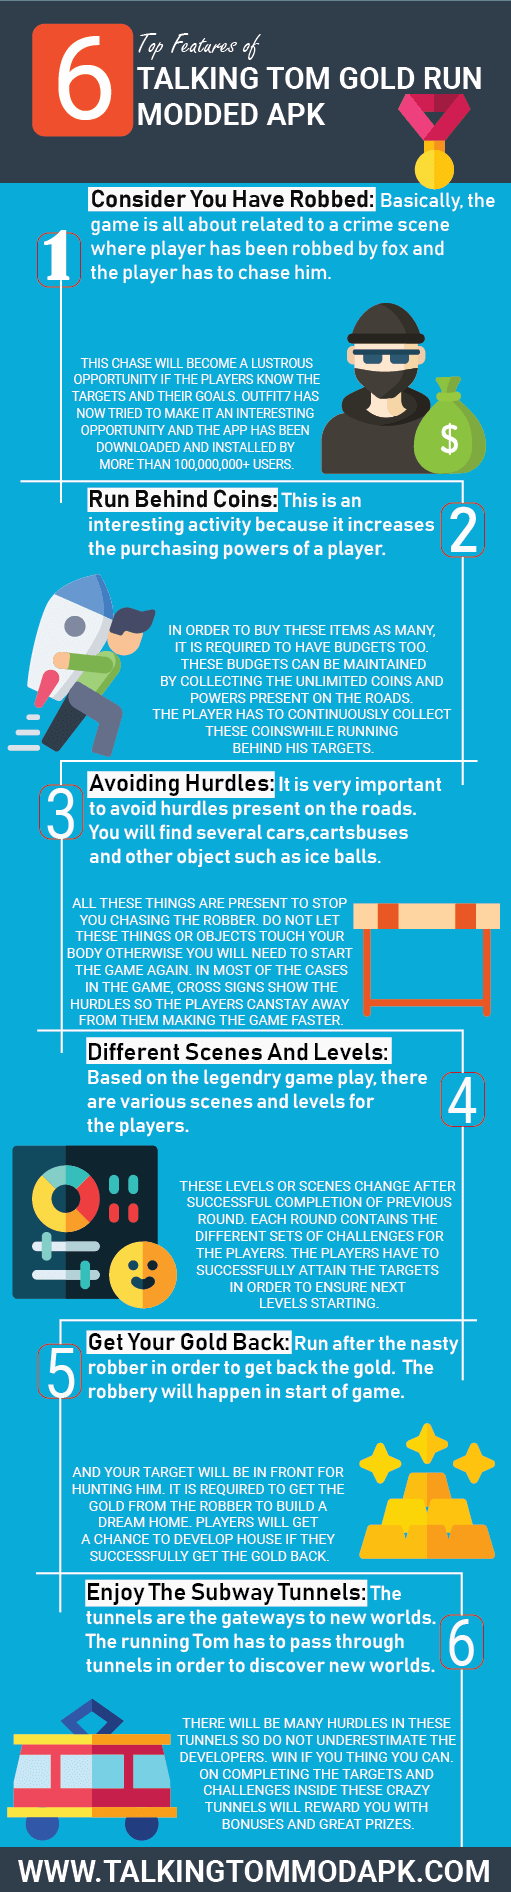 6
Top Features of
TALKING TOM GOLD RUN
MODDED APK
1
Consider You Have Robbed: Basically, the
game is all about related to a crime scene
where player has been robbed by fox and
the player has to chase him.
THIS CHASE WILL BECOME A LUSTROUS
OPPORTUNITY IF THE PLAYERS KNOW THE
TARGETS AND THEIR GOALS. OUTFIT7 HAS
NOW TRIED TO MAKE IT AN INTERESTING
OPPORTUNITY AND THE APP HAS BEEN
DOWNLOADED AND INSTALLED BY
MORE THAN 100,000,000+ USERS.
$
Run Behind Coins: This is an
interesting activity because it increases
the purchasing powers of a player.
2
IN ORDER TO BUY THESE ITEMS AS MANY,
IT IS REQUIRED TO HAVE BUDGETS TOO.
THESE BUDGETS CAN BE MAINTAINED
BY COLLECTING THE UNLIMITED COINS AND
POWERS PRESENT ON THE ROADS.
THE PLAYER HAS TO CONTINUOUSLY COLLECT
THESE COINSWHILE RUNNING
BEHIND HIS TARGETS.
3
Avoiding Hurdles: It is very important
to avoid hurdles present on the roads.
You will find several cars,cartsbuses
and other object such as ice balls.
ALL THESE THINGS ARE PRESENT TO STOP
YOU CHASING THE ROBBER. DO NOT LET
THESE THINGS OR OBJECTS TOUCH YOUR
BODY OTHERWISE YOU WILL NEED TO START
THE GAME AGAIN. IN MOST OF THE CASES
IN THE GAME, CROSS SIGNS SHOW THE
HURDLES SO THE PLAYERS CANSTAY AWAY
FROM THEM MAKING THE GAME FASTER.
Different Scenes And Levels:
Based on the legendry game play, there
are various scenes and levels for
the players.
4
THESE LEVELS OR SCENES CHANGE AFTER
SUCCESSFUL COMPLETION OF PREVIOUS
ROUND. EACH ROUND CONTAINS THE
DIFFERENT SETS OF CHALLENGES FOR
THE PLAYERS. THE PLAYERS HAVE TO
SUCCESSFULLY ATTAIN THE TARGETS
IN ORDER TO ENSURE NEXT
LEVELS STARTING.
5
Get Your Gold Back: Run after the nasty
robber in order to get back the gold. The
robbery will happen in start of game.
AND YOUR TARGET WILL BE IN FRONT FOR
HUNTING HIM. IT IS REQUIRED TO GET THE
GOLD FROM THE ROBBER TO BUILD A
DREAM HOME. PLAYERS WILL GET
A CHANCE TO DEVELOP HOUSE IF THEY
SUCCESSFULLY GET THE GOLD BACK.
Enjoy The Subway Tunnels: The
tunnels are the gateways to new worlds.
The running Tom has to pass through
tunnels in order to discover new worlds.
6
THERE WILL BE MANY HURDLES IN THESE
TUNNELS SO DO NOT UNDERESTIMATE THE
DEVELOPERS. WIN IF YOU THING YOU CAN.
ON COMPLETING THE TARGETS AND
CHALLENGES INSIDE THESE CRAZY
TUNNELS WILL REWARD YOU WITH
BONUSES AND GREAT PRIZES.
WWW.TALKINGTOMMODAPK.COM